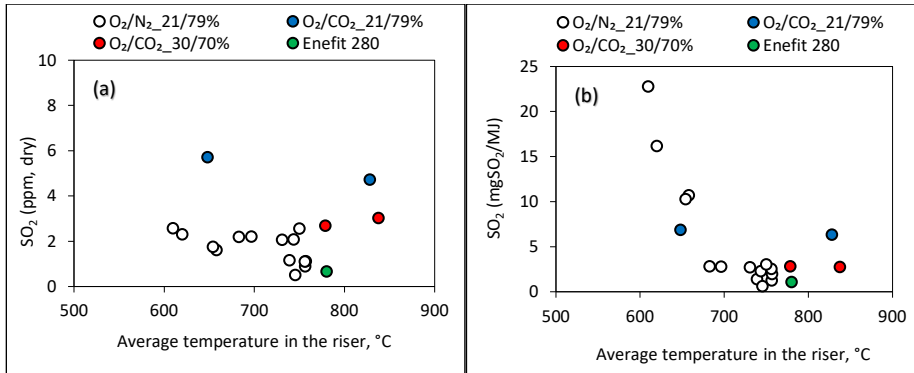 O₂/N₂_21/79%
O₂/CO₂_21/79%
O₂/CO₂_30/70%
Enefit 280
(a)
SO₂ (ppm, dry)
10
8
6
4
2
0
500 600 700 800 900
Average temperature in the riser, °C
O₂/N₂_21/79%
O₂/CO₂_21/79%
O₂/CO₂_30/70%
Enefit 280
(b)
SO₂ (mgSO₂/MJ)
25
20
15
10
5
0
500 600 700 800 900
Average temperature in the riser, °C